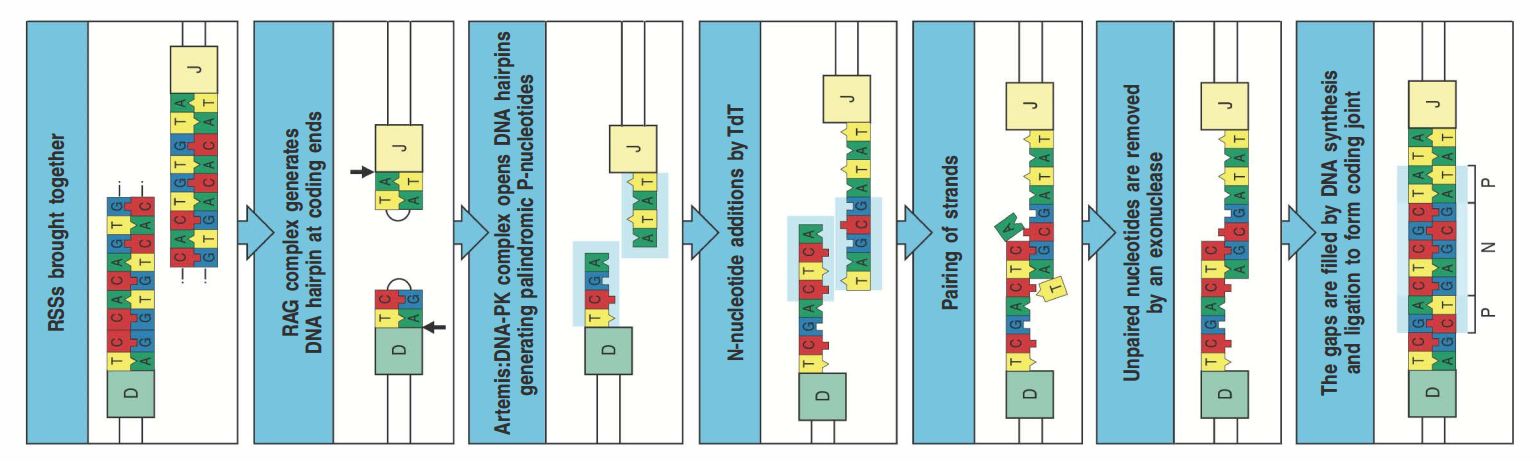 RSSs brought together
D
T C C A C A G T G
A G G T G T C A C
C A C T G T G T A
G T G A C A C A T
J
RAG complex generates
DNA hairpin at coding ends
D
T C
A G
T A
A T
J
Artemis:DNA-PK complex opens DNA hairpins
generating palindromic P-nucleotides
D
T C G A
A T A T
J
N-nucleotide additions by TdT
D
T C G A C T C A
T A G C G A T A T
J
Pairing of strands
D
T C G A C T C A
T A G C G A T A T
J
Unpaired nucleotides are removed
by an exonuclease
D
T C G A C T C
A G C G A T A T
J
The gaps are filled by DNA synthesis
and ligation to form coding joint
D
T C G A C T C G C T A T A
A G C T G A G C G A T A T
J
P N P